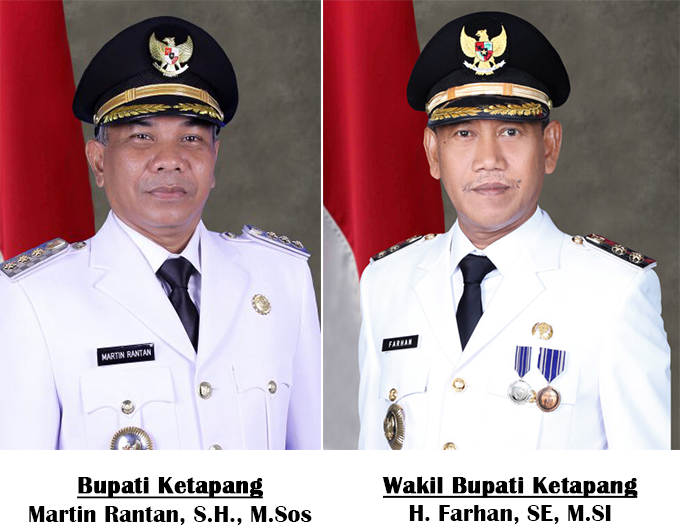 MARTIN RANTAN
FARHAN
Bupati Ketapang
Martin Rantan, S.H., M.Sos
Wakil Bupati Ketapang
H. Farhan, SE, M.SI